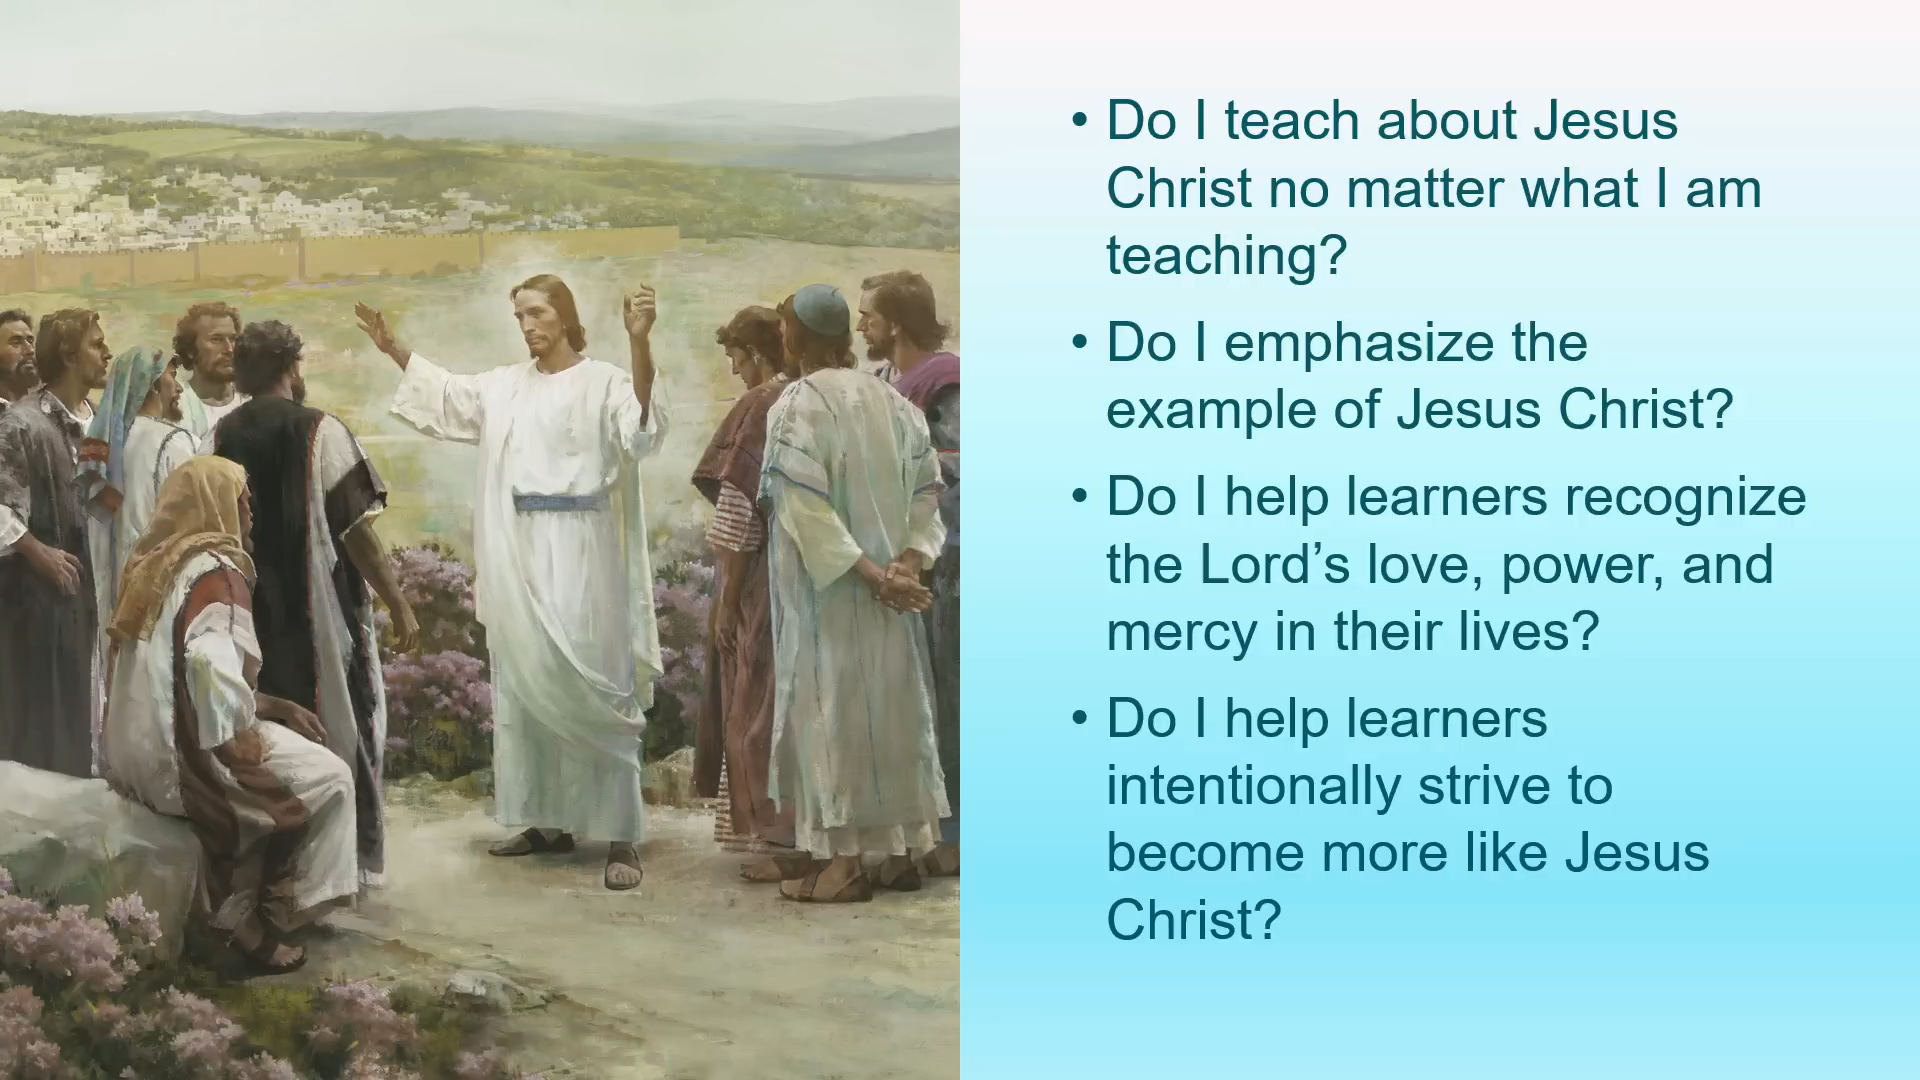 • Do I teach about Jesus
Christ no matter what I am
teaching?
• Do I emphasize the
example of Jesus Christ?
• Do I help learners recognize
the Lord’s love, power, and
mercy in their lives?
• Do I help learners
intentionally strive to
become more like Jesus
Christ?